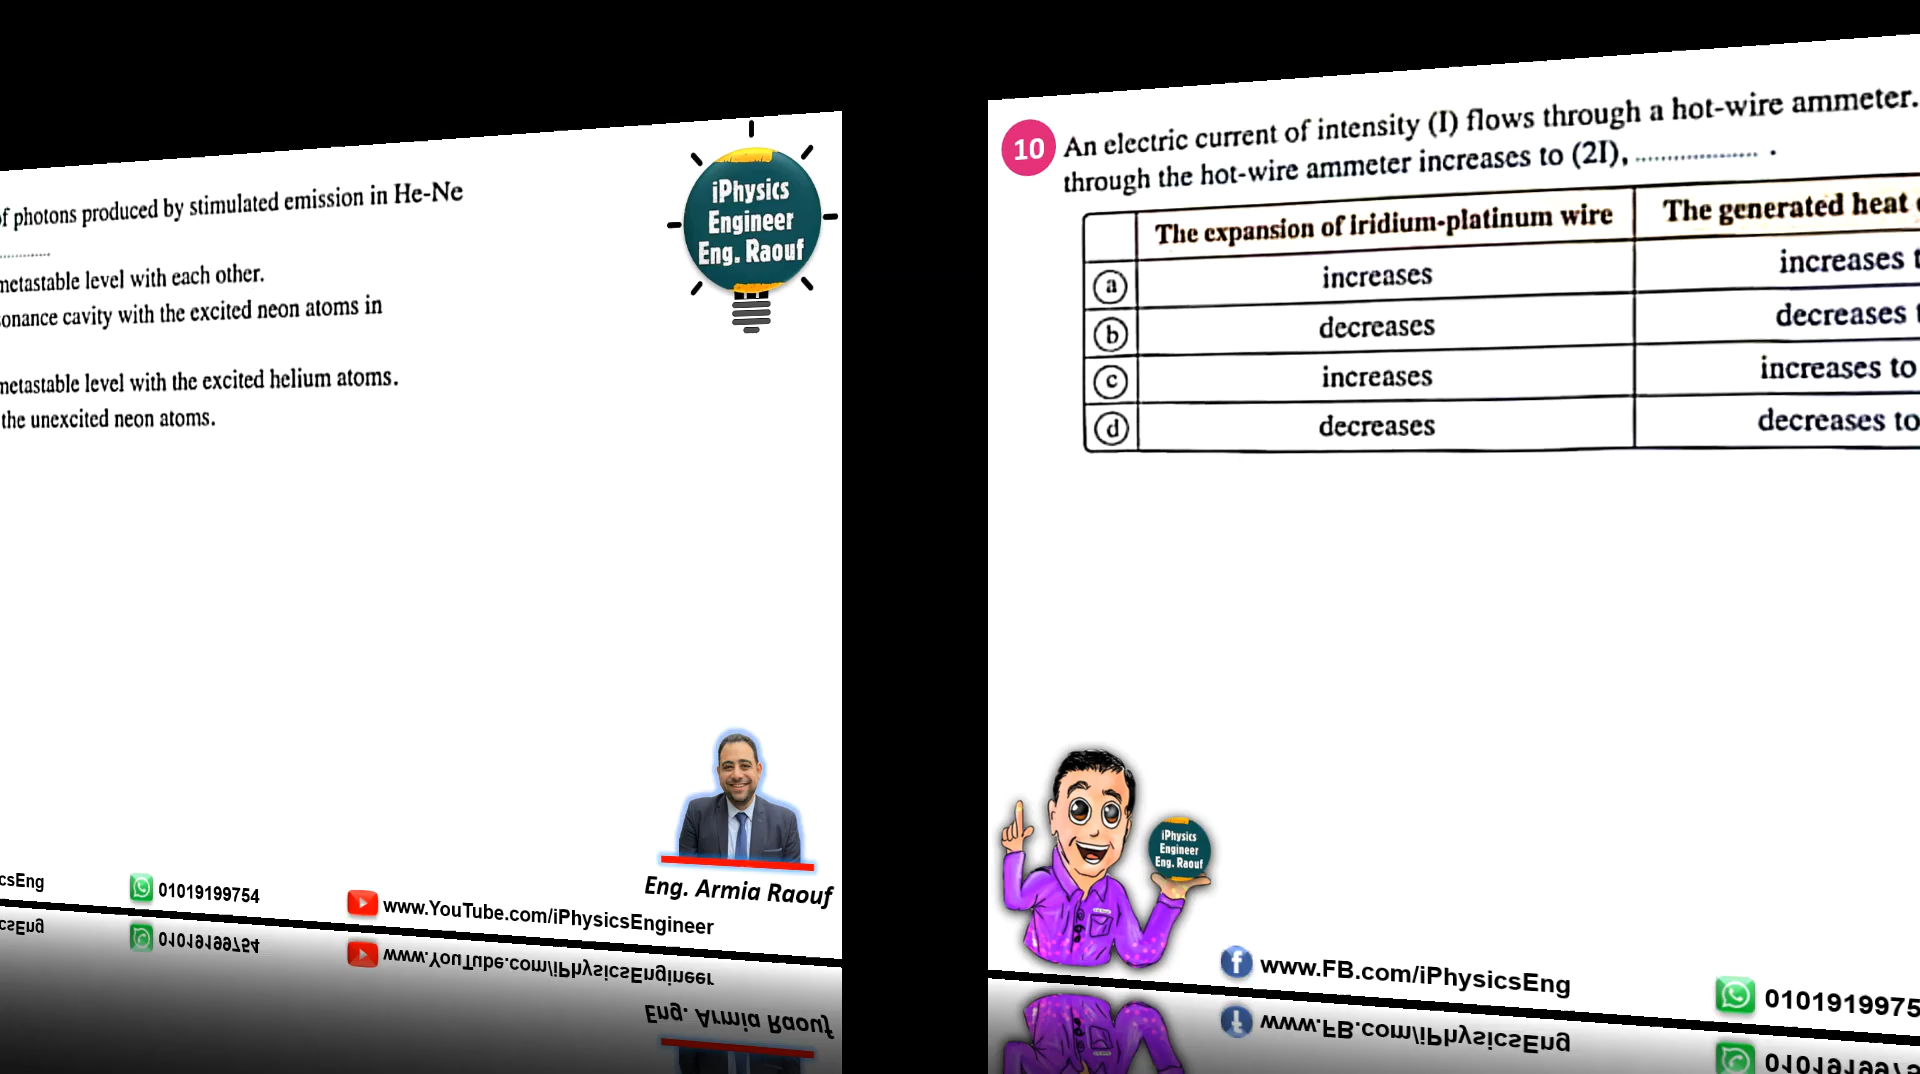 of photons produced by stimulated emission in He-Ne
...............
metastable level with each other.
onance cavity with the excited neon atoms in
metastable level with the excited helium atoms.
the unexcited neon atoms.
iPhysics
Engineer
Eng. Raouf
Eng. Armia Raouf
csEng
01019199754
www.YouTube.com/iPhysicsEngineer
10 An electric current of intensity (I) flows through a hot-wire ammeter.
through the hot-wire ammeter increases to (2I), ................... .
The expansion of iridium-platinum wire The generated heat
a increases increases
b decreases decreases
c increases increases to
d decreases decreases to
iPhysics
Engineer
Eng. Raouf
www.FB.com/iPhysicsEng
0101919975